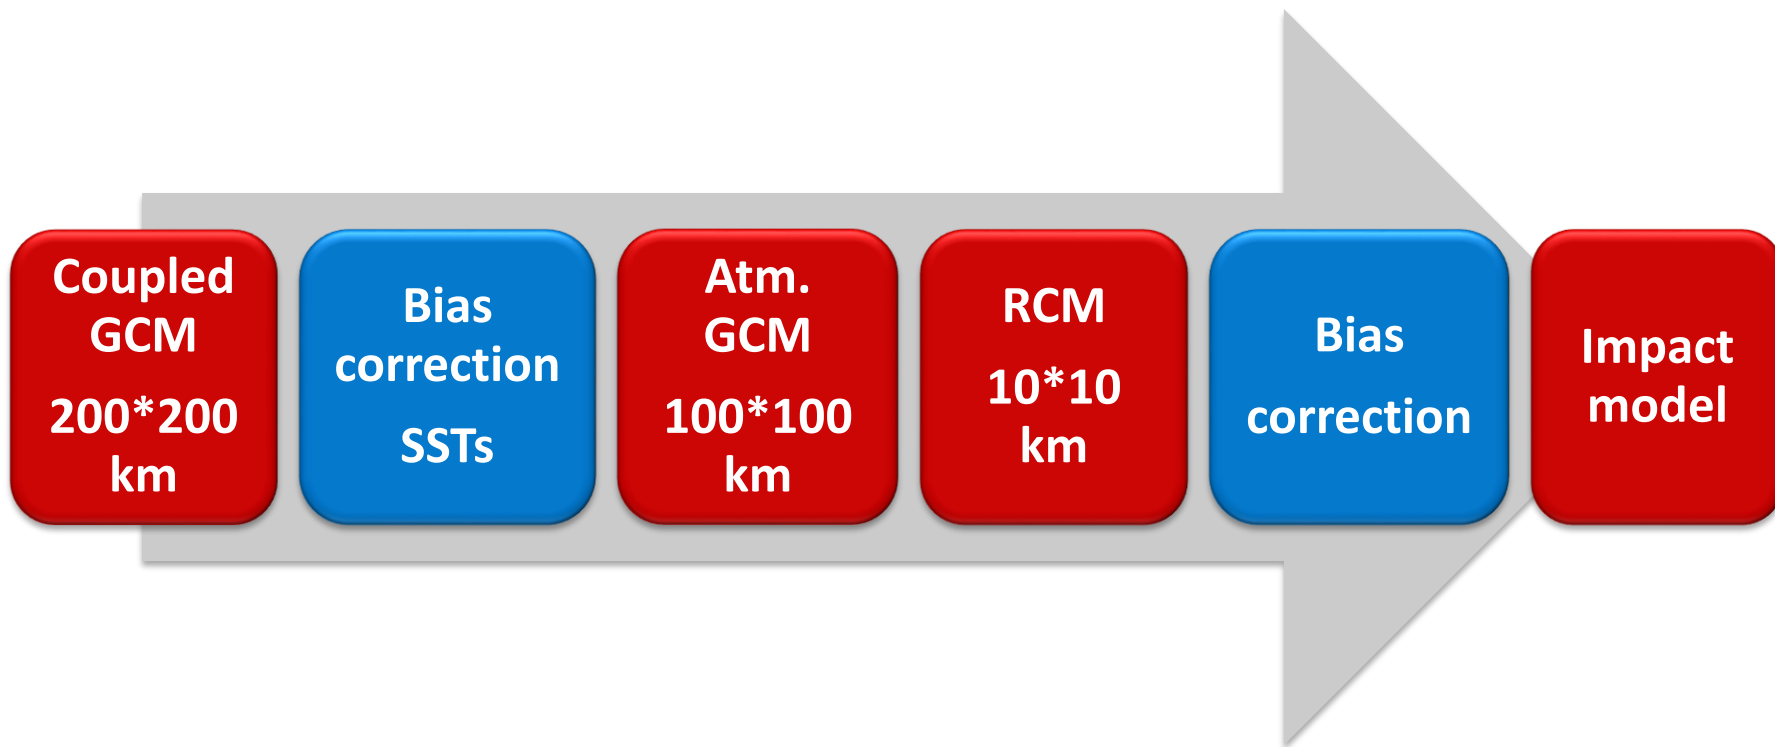 Coupled
GCM
200*200
km
Bias
correction
SSTs
Atm.
GCM
100*100
km
RCM
10*10
km
Bias
correction
Impact
model